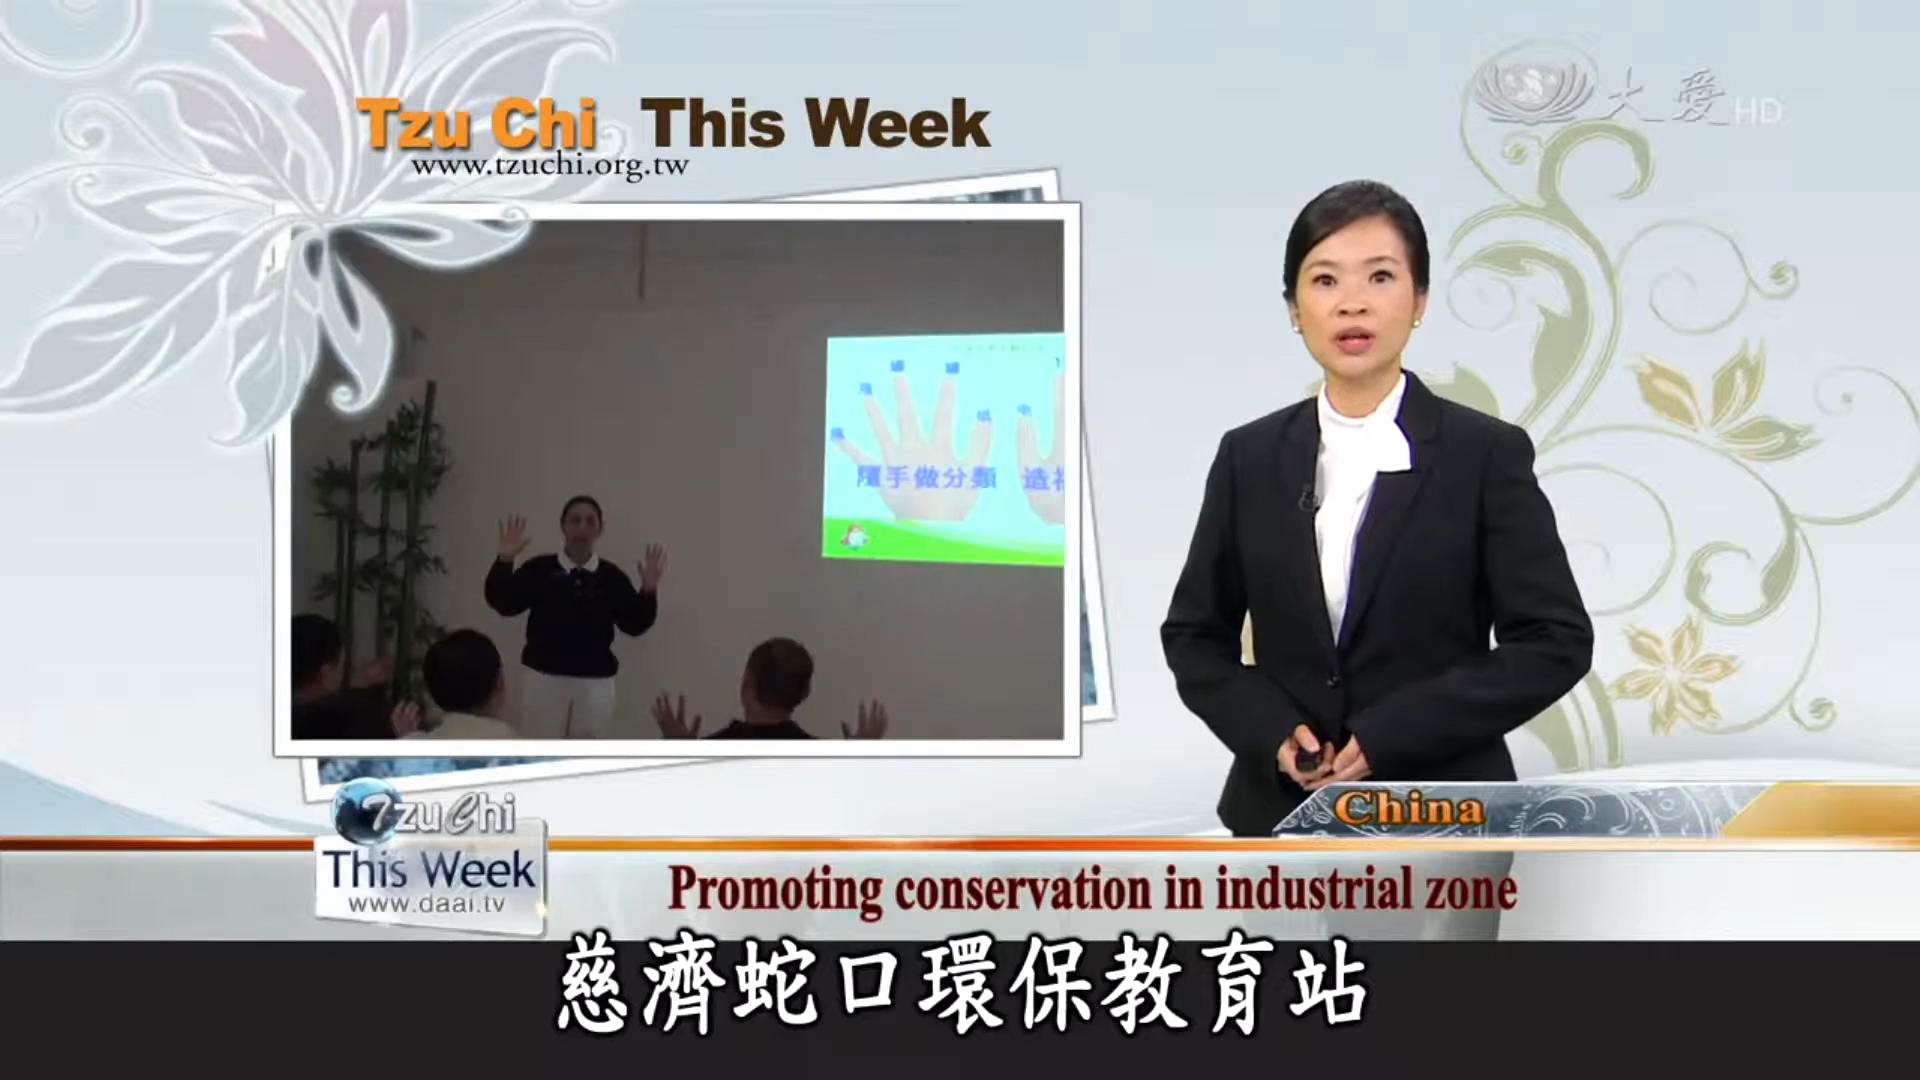 Tzu Chi This Week
www.tzuchi.org.tw
大愛HD
隨手做分類 造
Tzu Chi
This Week
www.daai.tv
China
Promoting conservation in industrial zone
慈濟蛇口環保教育站